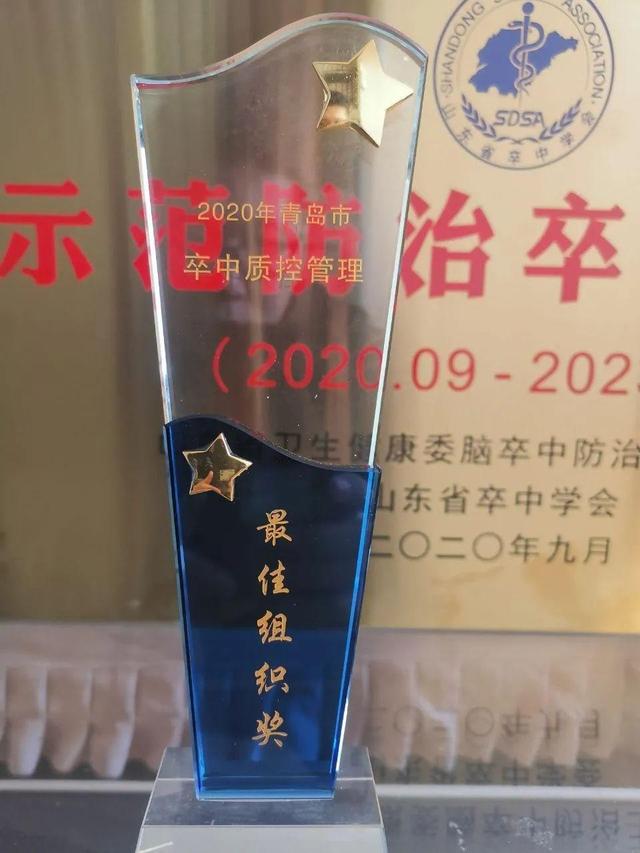 SHANDONG S ASSOCIATION
SDSA
山东省卒中学会
2020年青岛市
卒中质控管理
示范防治卒
(2020.09-202
卫生健康委脑卒中防治
山东省卒中学会
二〇二〇年九月
最佳组织奖